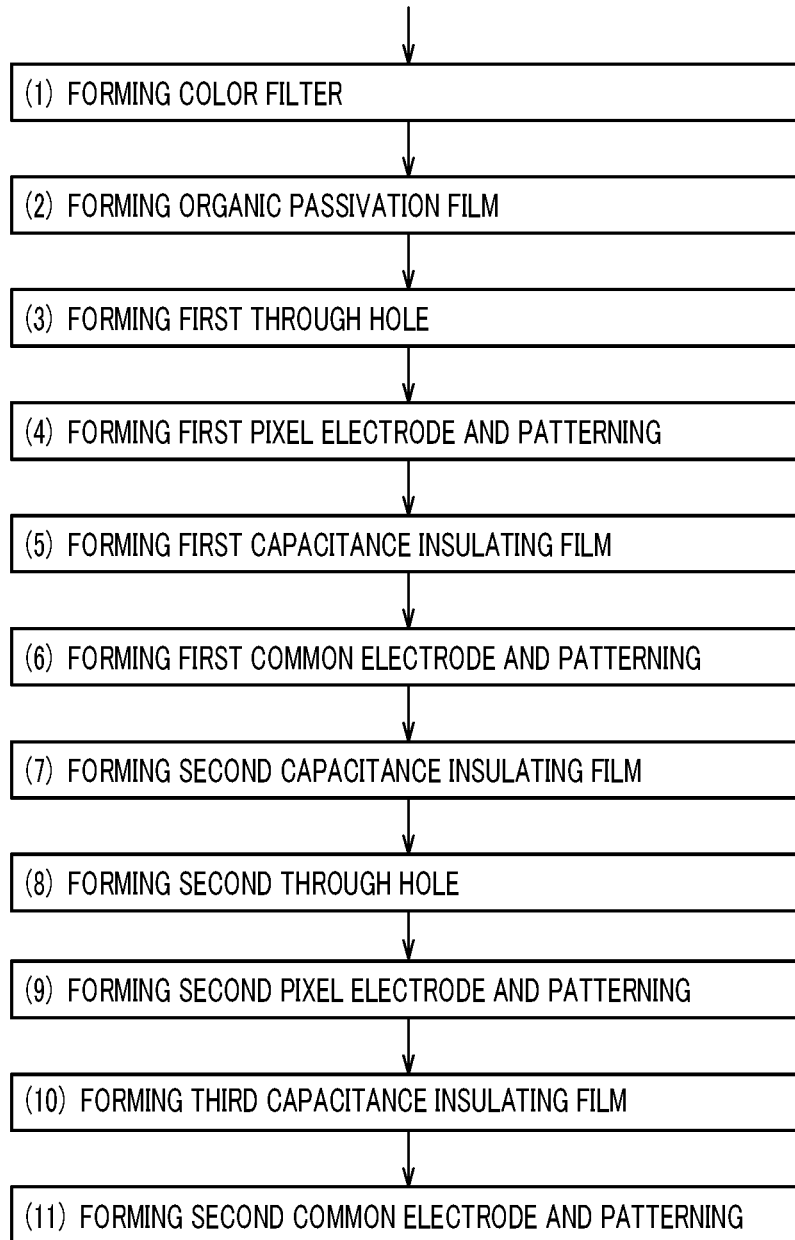 (1) FORMING COLOR FILTER
(2) FORMING ORGANIC PASSIVATION FILM
(3) FORMING FIRST THROUGH HOLE
(4) FORMING FIRST PIXEL ELECTRODE AND PATTERNING
(5) FORMING FIRST CAPACITANCE INSULATING FILM
(6) FORMING FIRST COMMON ELECTRODE AND PATTERNING
(7) FORMING SECOND CAPACITANCE INSULATING FILM
(8) FORMING SECOND THROUGH HOLE
(9) FORMING SECOND PIXEL ELECTRODE AND PATTERNING
(10) FORMING THIRD CAPACITANCE INSULATING FILM
(11) FORMING SECOND COMMON ELECTRODE AND PATTERNING